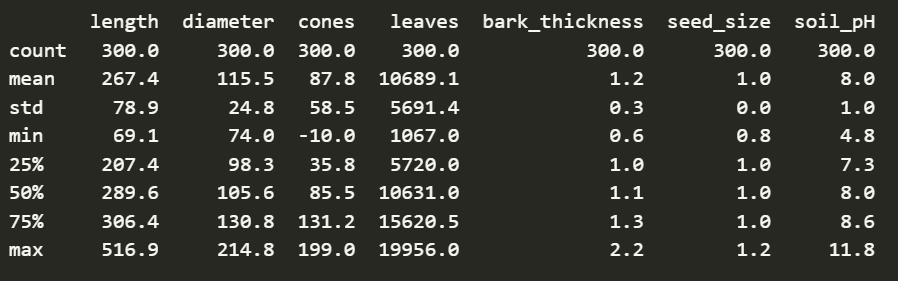 length diameter cones leaves bark_thickness seed_size soil_pH
count 300.0 300.0 300.0 300.0 300.0 300.0 300.0
mean 267.4 115.5 87.8 10689.1 1.2 1.0 8.0
std 78.9 24.8 58.5 5691.4 0.3 0.0 1.0
min 69.1 74.0 -10.0 1067.0 0.6 0.8 4.8
25% 207.4 98.3 35.8 5720.0 1.0 1.0 7.3
50% 289.6 105.6 85.5 10631.0 1.1 1.0 8.0
75% 306.4 130.8 131.2 15620.5 1.3 1.0 8.6
max 516.9 214.8 199.0 19956.0 2.2 1.2 11.8